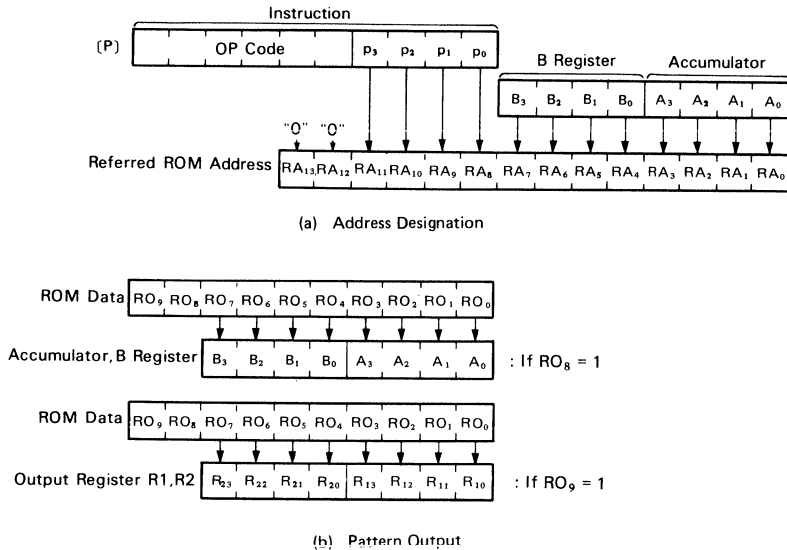 Instruction
[P] OP Code p₃ p₂ p₁ p₀
B Register Accumulator
B₃ B₂ B₁ B₀ A₃ A₂ A₁ A₀
"0" "0"
Referred ROM Address RA₁₃ RA₁₂ RA₁₁ RA₁₀ RA₉ RA₈ RA₇ RA₆ RA₅ RA₄ RA₃ RA₂ RA₁ RA₀
(a) Address Designation
ROM Data RO₉ RO₈ RO₇ RO₆ RO₅ RO₄ RO₃ RO₂ RO₁ RO₀
Accumulator, B Register B₃ B₂ B₁ B₀ A₃ A₂ A₁ A₀ : If RO₈ = 1
ROM Data RO₉ RO₈ RO₇ RO₆ RO₅ RO₄ RO₃ RO₂ RO₁ RO₀
Output Register R1, R2 R₂₃ R₂₂ R₂₁ R₂₀ R₁₃ R₁₂ R₁₁ R₁₀ : If RO₉ = 1
(b) Pattern Output